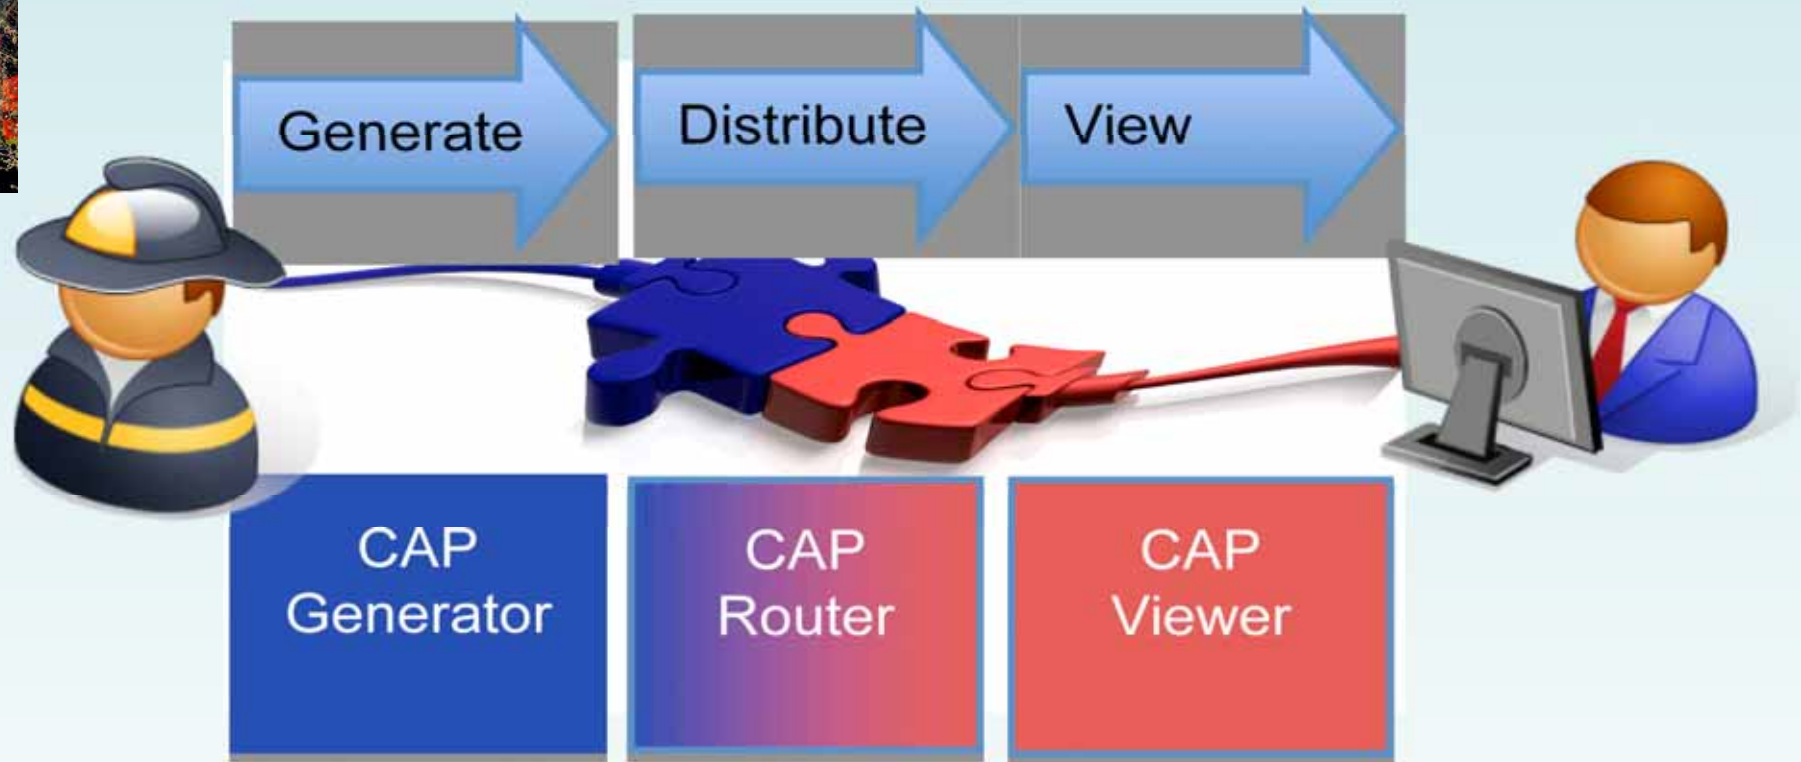 Generate
Distribute
View
CAP
Generator
CAP
Router
CAP
Viewer